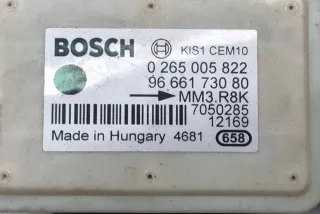 BOSCH KIS1 CEM10
0 265 005 822
96 661 730 80
MM3.R8K
7050285
12169
Made in Hungary 4681 658